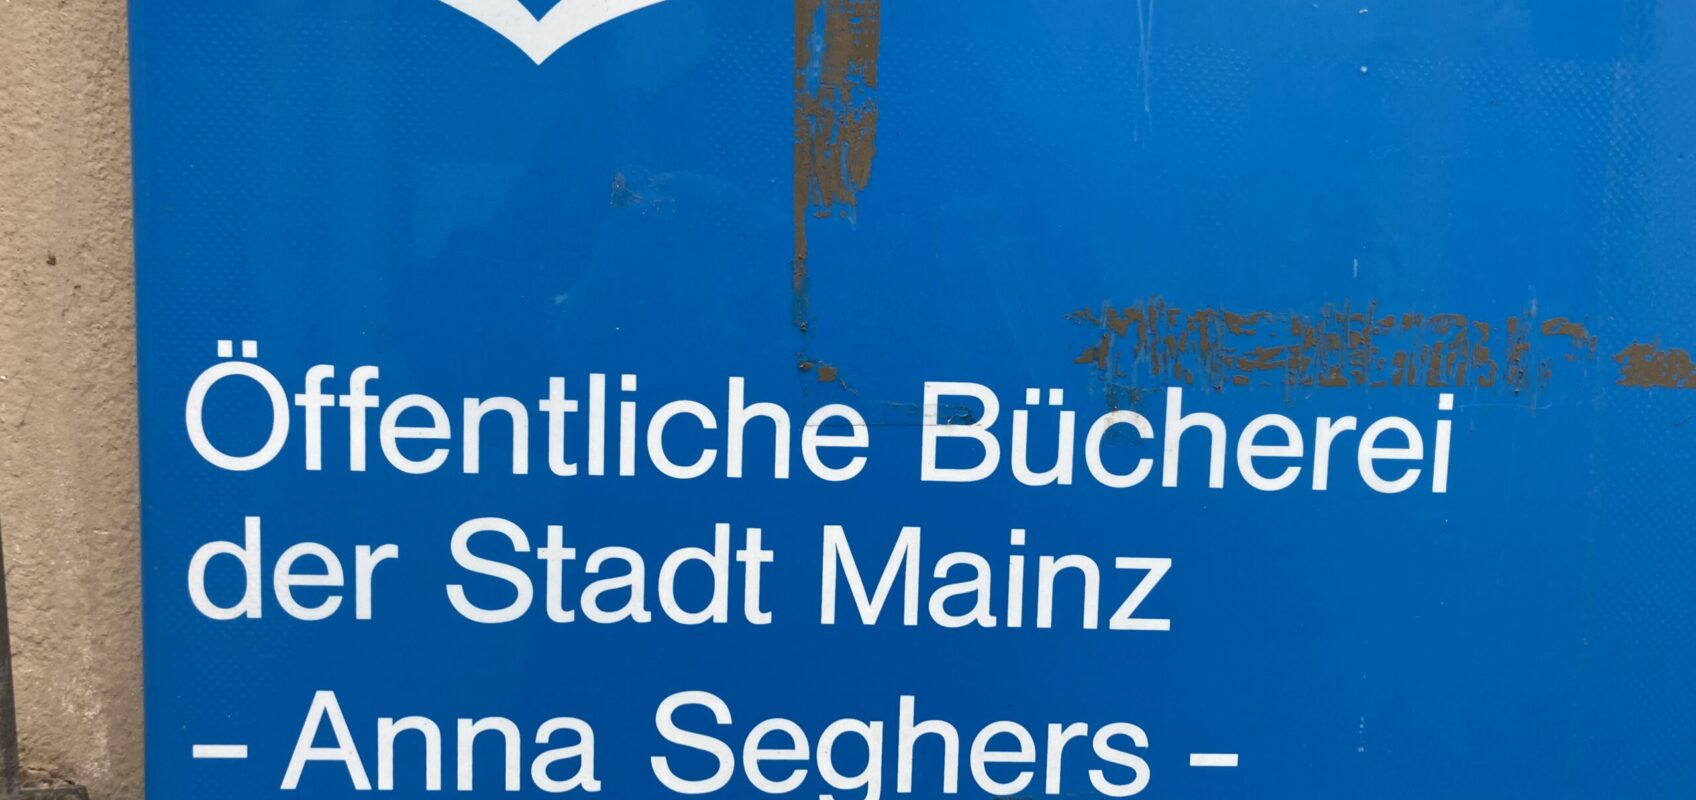 Öffentliche Bücherei
der Stadt Mainz
– Anna Seghers –